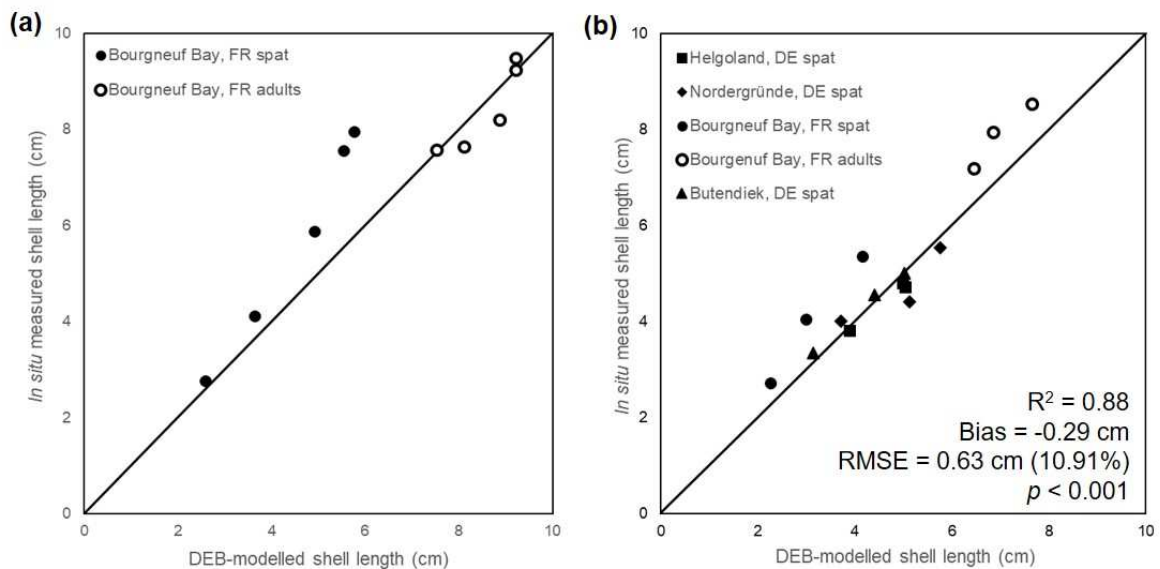 (a)
10
Bourgneuf Bay, FR spat
Bourgneuf Bay, FR adults
8
6
4
2
0
In situ measured shell length (cm)
0 2 4 6 8 10
DEB-modelled shell length (cm)
(b)
10
Helgoland, DE spat
Nordergründe, DE spat
Bourgneuf Bay, FR spat
Bourgenuf Bay, FR adults
Butendiek, DE spat
8
6
4
2
0
In situ measured shell length (cm)
R² = 0.88
Bias = -0.29 cm
RMSE = 0.63 cm (10.91%)
p < 0.001
0 2 4 6 8 10
DEB-modelled shell length (cm)